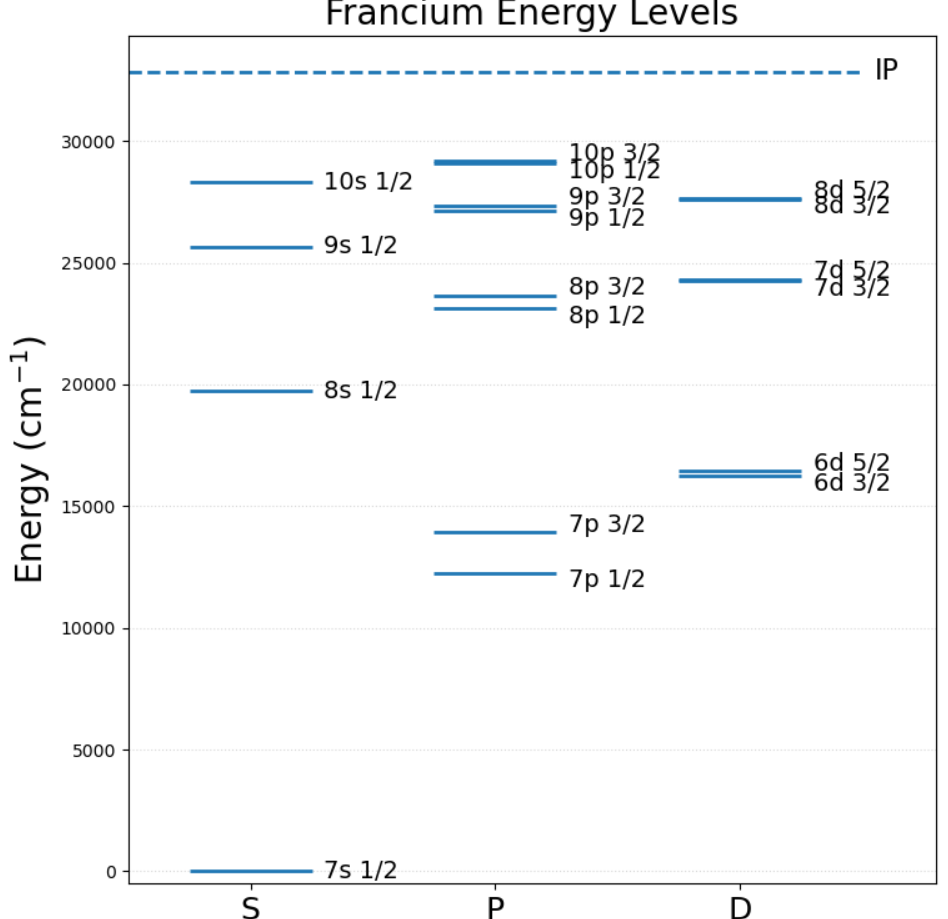 Francium Energy Levels
IP
30000
10p 3/2
10p 1/2
10s 1/2
9p 3/2
9p 1/2
8d 5/2
8d 3/2
9s 1/2
25000
8p 3/2
8p 1/2
7d 5/2
7d 3/2
20000
8s 1/2
6d 5/2
6d 3/2
15000
7p 3/2
7p 1/2
10000
5000
0
7s 1/2
Energy (cm⁻¹)
S
P
D